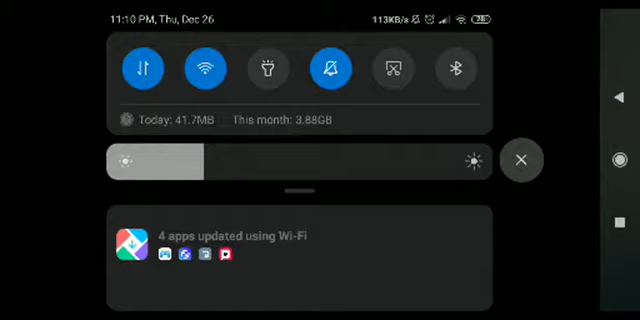 11:10 PM, Thu, Dec 26
113KB/s
Today: 41.7MB This month: 3.88GB
4 apps updated using Wi-Fi